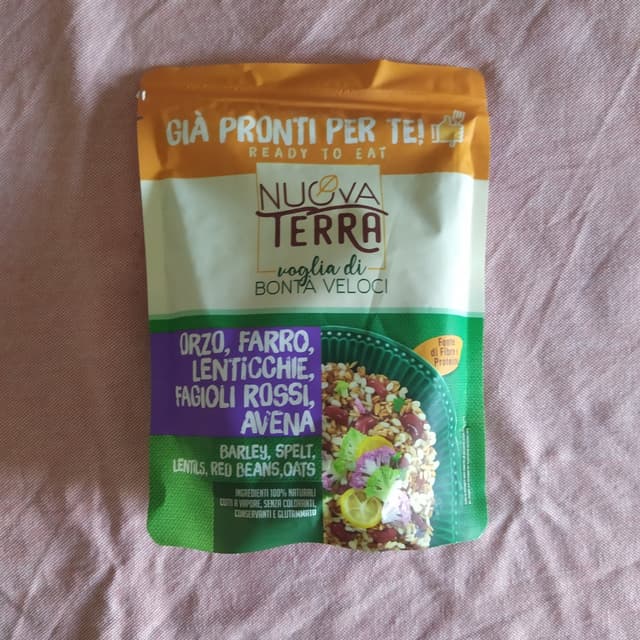 GIÀ PRONTI PER TE!
READY TO EAT
NUOVA
TERRA
voglia di
BONTÀ VELOCI
ORZO, FARRO,
LENTICCHIE,
FAGIOLI ROSSI,
AVENA
BARLEY, SPELT,
LENTILS, RED BEANS, OATS
INGREDIENTI 100% NATURALI
COTTI A VAPORE, SENZA COLORANTI,
CONSERVANTI E GLUTAMMATO
Fonte
di Fibre e
Proteine